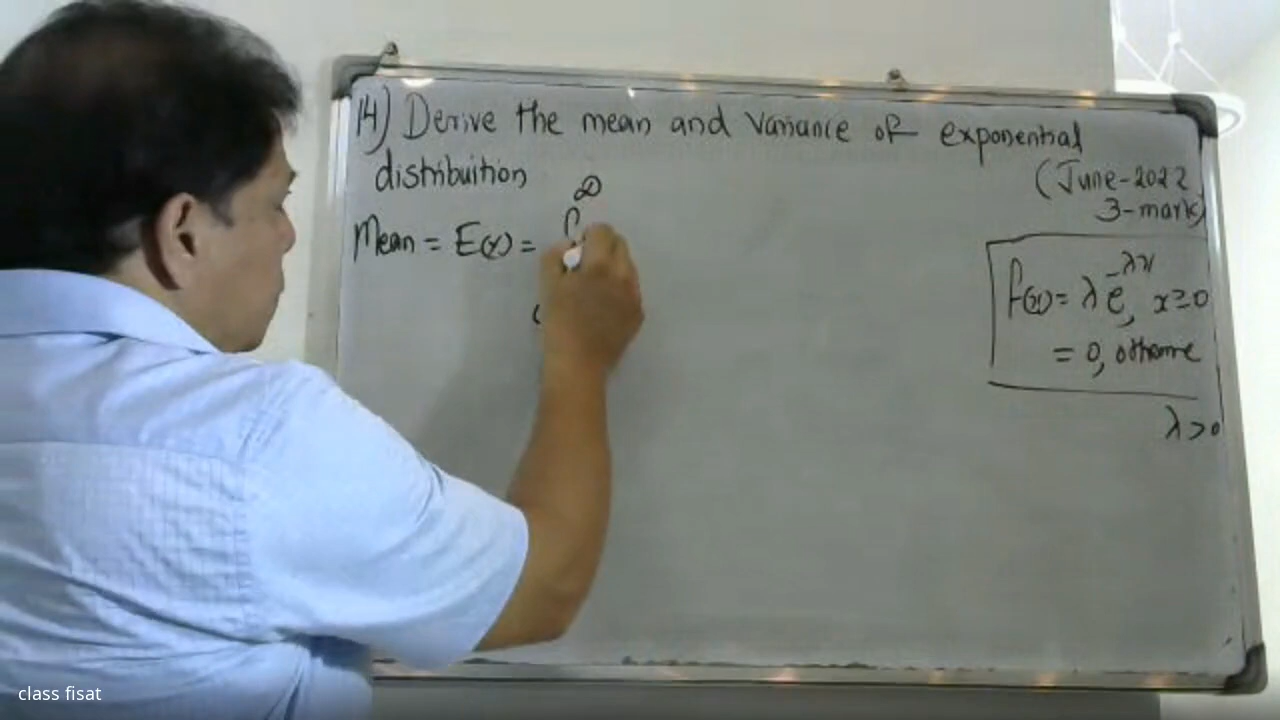 14) Derive the mean and variance of exponential
distribuition
(June-2022
3-mark)
Mean = E(x) = ∫ ∞
f(x) = λ e^-λx, x≥0
= 0, otherwise
λ>0
class fisat